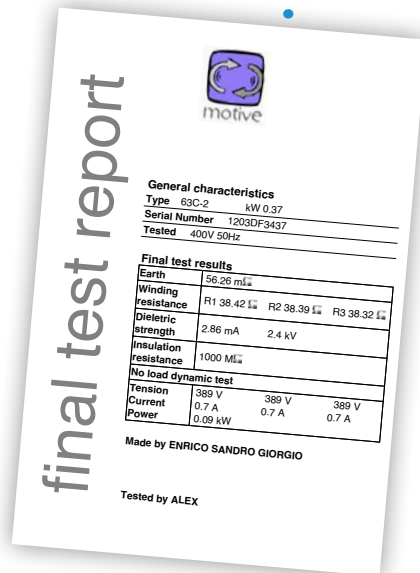 final test report
motive
General characteristics
Type 63C-2 kW 0.37
Serial Number 1203DF3437
Tested 400V 50Hz
Final test results
Earth 56.26 m
Winding resistance R1 38.42 R2 38.39 R3 38.32
Dieletric strength 2.86 mA 2.4 kV
Insulation resistance 1000 M
No load dynamic test
Tension 389 V 389 V 389 V
Current 0.7 A 0.7 A 0.7 A
Power 0.09 kW
Made by ENRICO SANDRO GIORGIO
Tested by ALEX